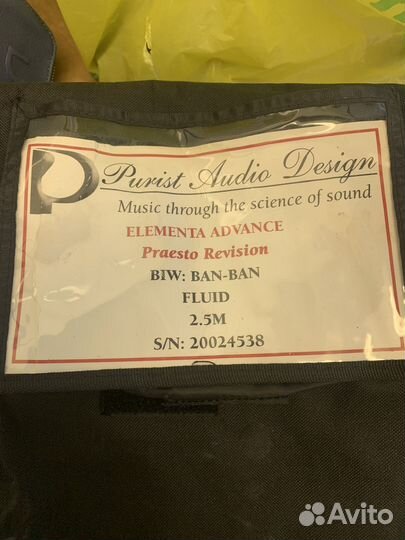 Purist Audio Design
Music through the science of sound
ELEMENTA ADVANCE
Praesto Revision
BIW: BAN-BAN
FLUID
2.5M
S/N: 20024538
Avito